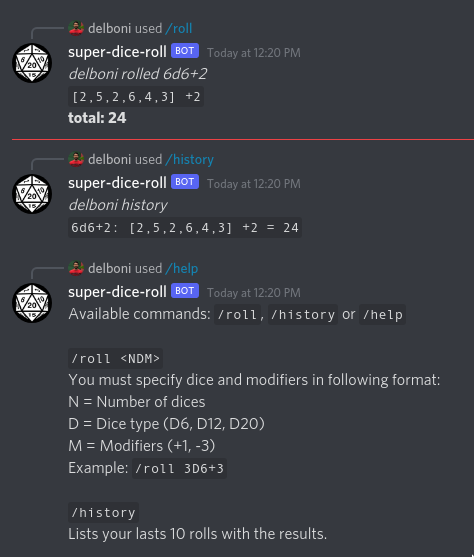 delboni used /roll
super-dice-roll BOT Today at 12:20 PM
delboni rolled 6d6+2
[2,5,2,6,4,3] +2
total: 24
delboni used /history
super-dice-roll BOT Today at 12:20 PM
delboni history
6d6+2: [2,5,2,6,4,3] +2 = 24
delboni used /help
super-dice-roll BOT Today at 12:20 PM
Available commands: /roll, /history or /help
/roll <NDM>
You must specify dice and modifiers in following format:
N = Number of dices
D = Dice type (D6, D12, D20)
M = Modifiers (+1, -3)
Example: /roll 3D6+3
/history
Lists your lasts 10 rolls with the results.